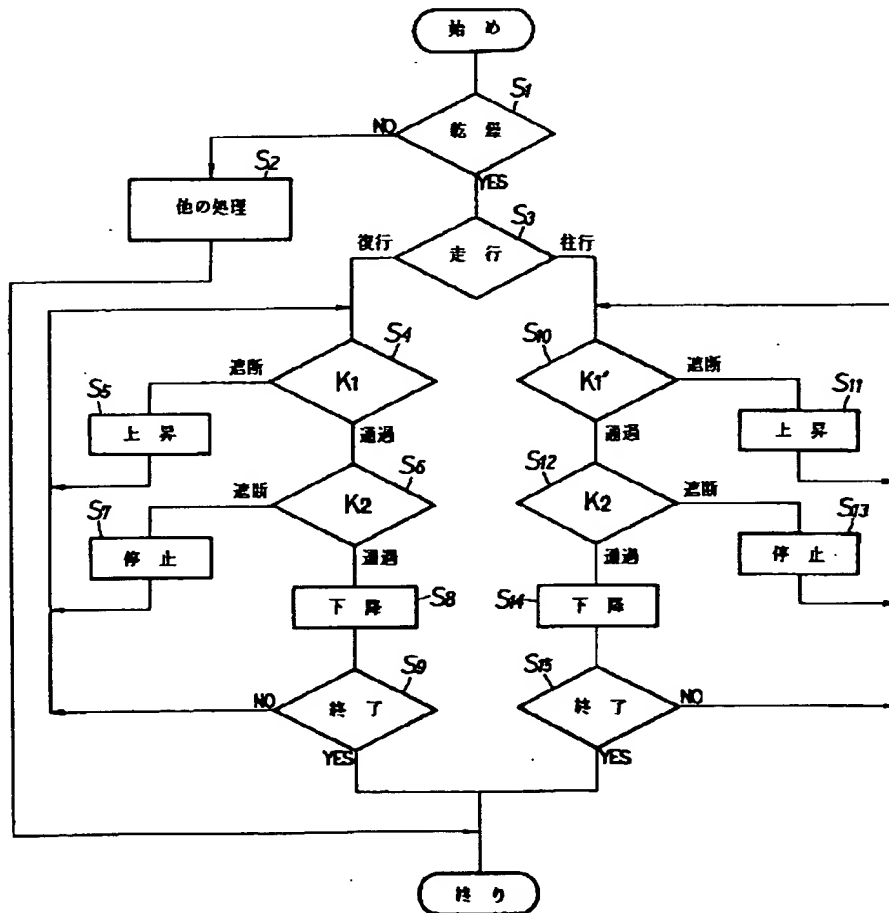 始め
S1
乾燥
NO
YES
S2
他の処理
S3
走行
復行
往行
S4
K1
遮断
通過
S5
上昇
S10
K1'
遮断
通過
S11
上昇
S6
K2
遮断
通過
S7
停止
S12
K2
遮断
通過
S13
停止
下降
S8
S14
下降
S9
終了
NO
YES
S15
終了
NO
YES
終り